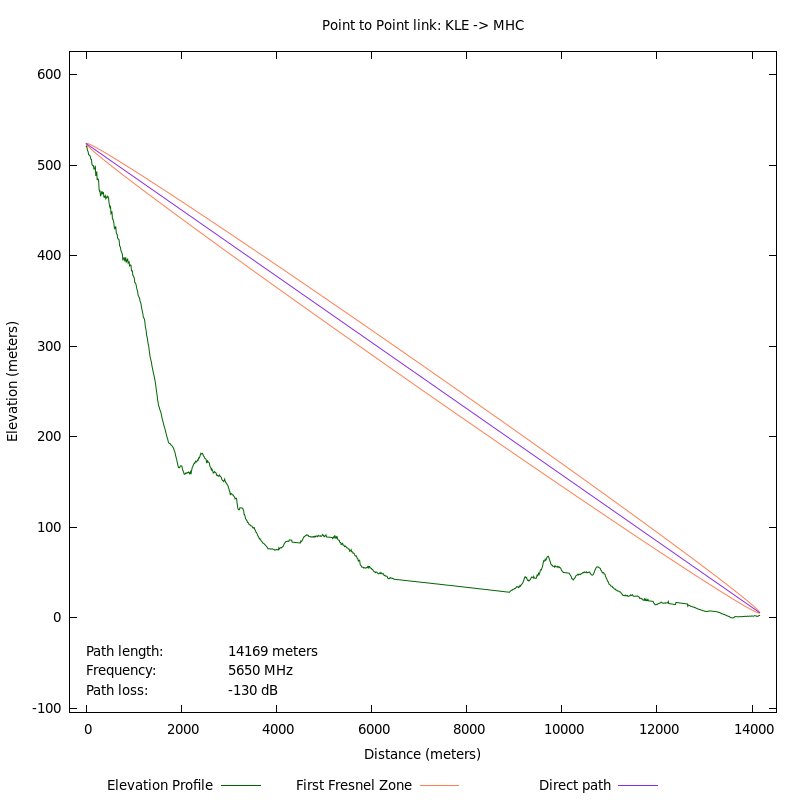 Point to Point link: KLE -> MHC
600
500
400
300
200
100
0
-100
Elevation (meters)
Path length: 14169 meters
Frequency: 5650 MHz
Path loss: -130 dB
0 2000 4000 6000 8000 10000 12000 14000
Distance (meters)
Elevation Profile First Fresnel Zone Direct path